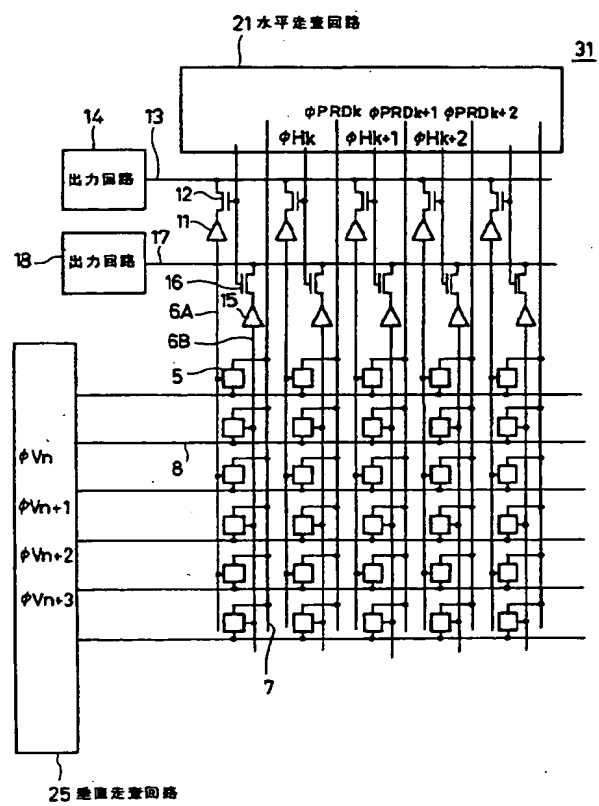 21 水平走査回路
31
φPRDk φPRDk+1 φPRDk+2
φHk φHk+1 φHk+2
14
13
出力回路
12
11
17
18
出力回路
16
15
6A
6B
5
8
φVn
φVn+1
φVn+2
φVn+3
7
25 垂直走査回路